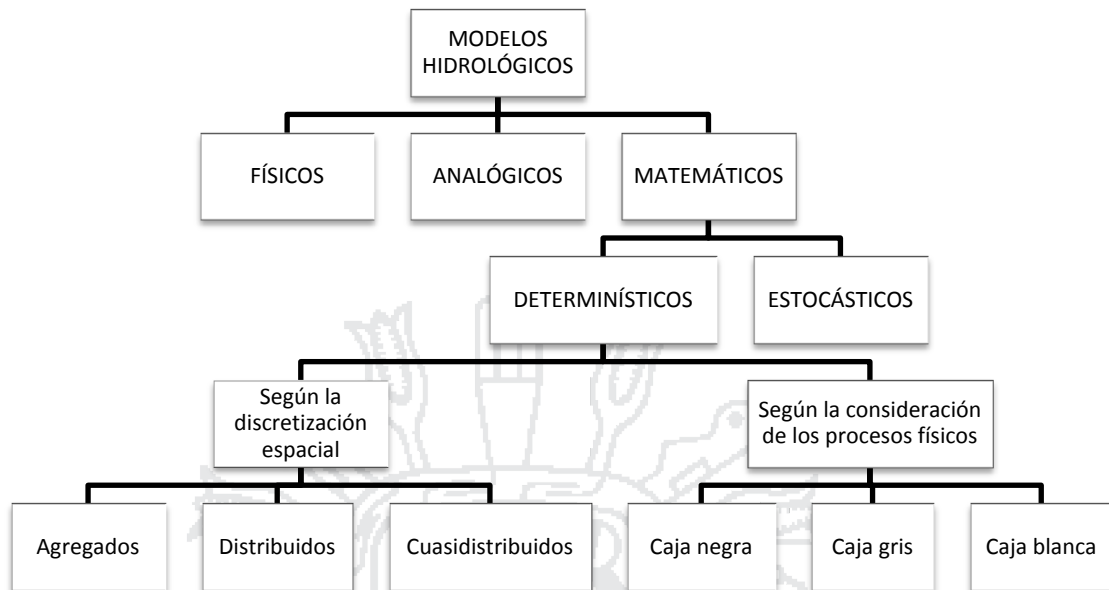 MODELOS
HIDROLÓGICOS
FÍSICOS
ANALÓGICOS
MATEMÁTICOS
DETERMINÍSTICOS
ESTOCÁSTICOS
Según la
discretización
espacial
Según la consideración
de los procesos físicos
Agregados
Distribuidos
Cuasidistribuidos
Caja negra
Caja gris
Caja blanca